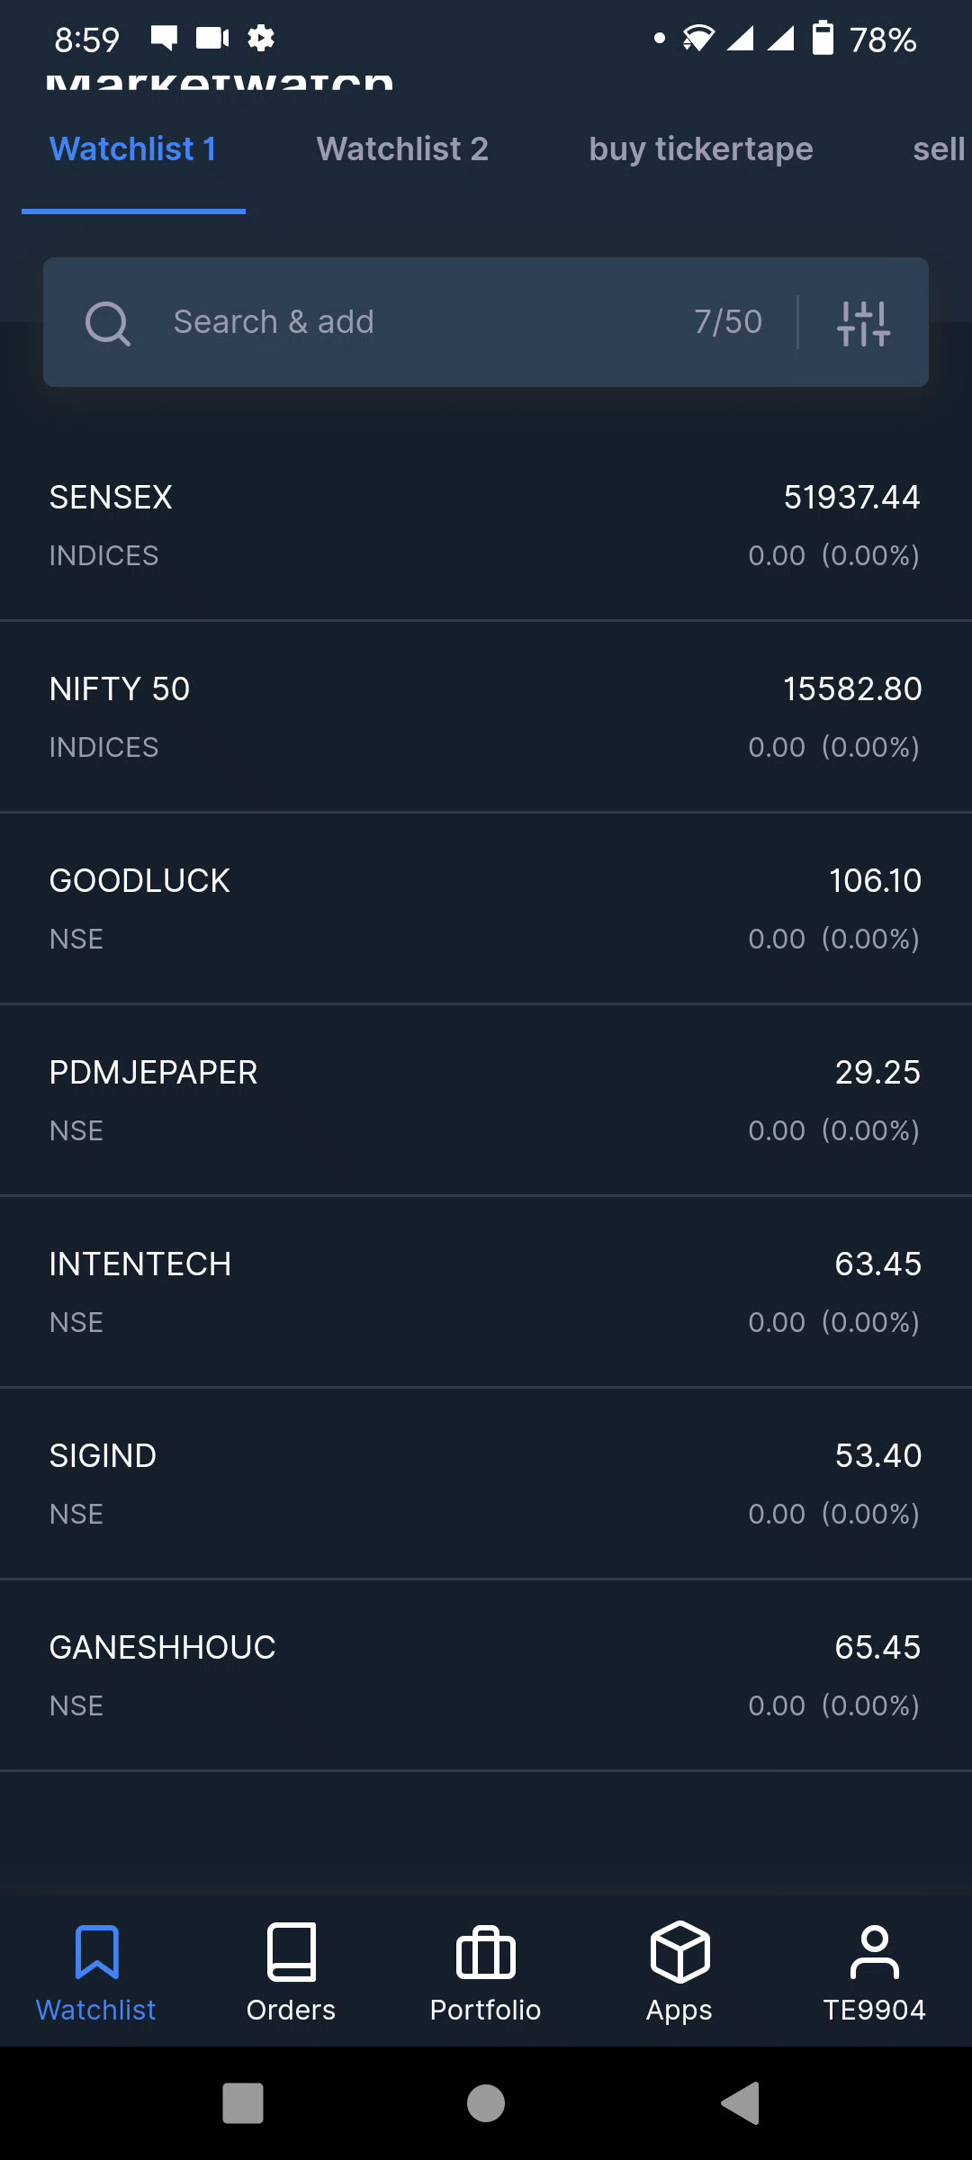 8:59 78%
Marketwatch
Watchlist 1 Watchlist 2 buy tickertape sell
Search & add 7/50
SENSEX 51937.44
INDICES 0.00 (0.00%)
NIFTY 50 15582.80
INDICES 0.00 (0.00%)
GOODLUCK 106.10
NSE 0.00 (0.00%)
PDMJEPAPER 29.25
NSE 0.00 (0.00%)
INTENTECH 63.45
NSE 0.00 (0.00%)
SIGIND 53.40
NSE 0.00 (0.00%)
GANESHHOUC 65.45
NSE 0.00 (0.00%)
Watchlist Orders Portfolio Apps TE9904